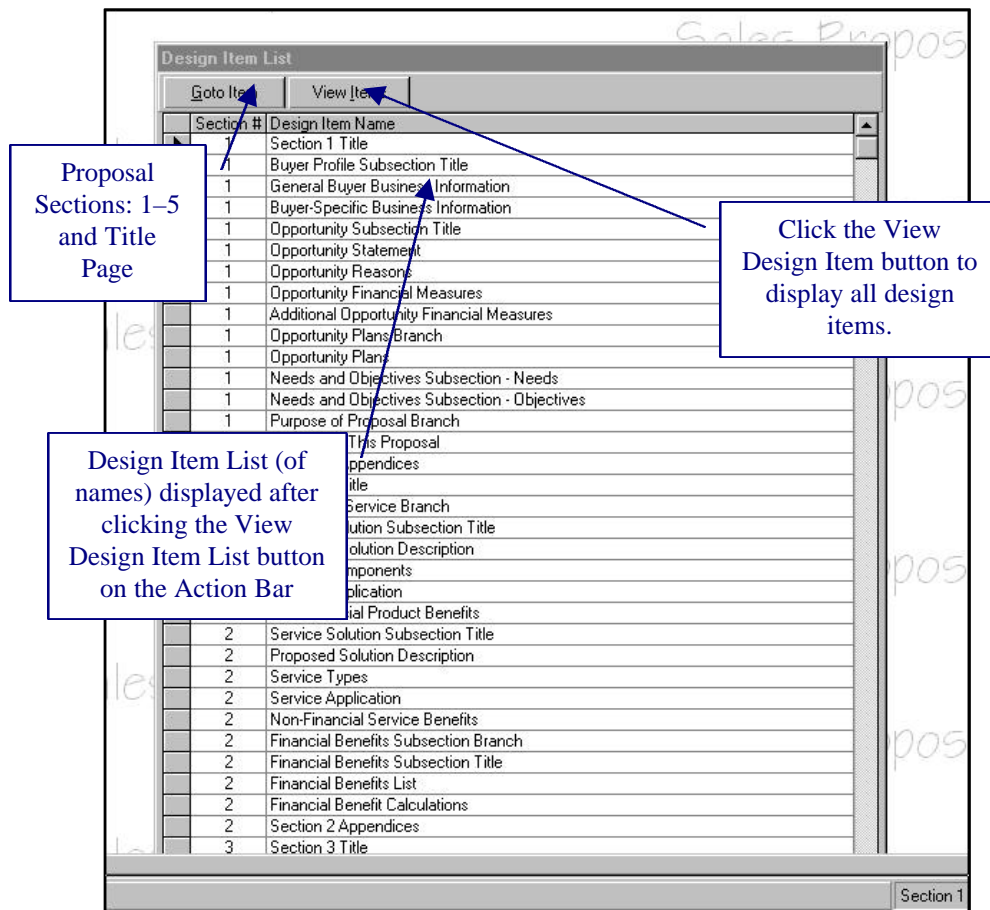 Sales Propos
Design Item List
Goto Item View Item
Section # Design Item Name
1 Section 1 Title
1 Buyer Profile Subsection Title
1 General Buyer Business Information
1 Buyer-Specific Business Information
1 Opportunity Subsection Title
1 Opportunity Statement
1 Opportunity Reasons
1 Opportunity Financial Measures
1 Additional Opportunity Financial Measures
1 Opportunity Plans Branch
1 Opportunity Plans
1 Needs and Objectives Subsection - Needs
1 Needs and Objectives Subsection - Objectives
1 Purpose of Proposal Branch
This Proposal
Appendices
Title
Service Branch
Solution Subsection Title
Solution Description
mponents
plication
cial Product Benefits
2 Service Solution Subsection Title
2 Proposed Solution Description
2 Service Types
2 Service Application
2 Non-Financial Service Benefits
2 Financial Benefits Subsection Branch
2 Financial Benefits Subsection Title
2 Financial Benefits List
2 Financial Benefit Calculations
2 Section 2 Appendices
3 Section 3 Title
Section 1
Proposal
Sections: 1–5
and Title
Page
Click the View
Design Item button to
display all design
items.
Design Item List (of
names) displayed after
clicking the View
Design Item List button
on the Action Bar
les
opos
opos
les
opos